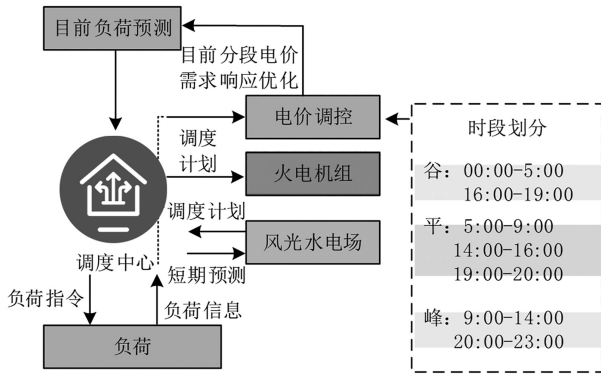 目前负荷预测
目前分段电价
需求响应优化
电价调控
时段划分
调度
计划
火电机组
谷：00:00-5:00
16:00-19:00
调度计划
风光水电场
平：5:00-9:00
14:00-16:00
19:00-20:00
调度中心
短期预测
负荷指令
负荷信息
峰：9:00-14:00
20:00-23:00
负荷